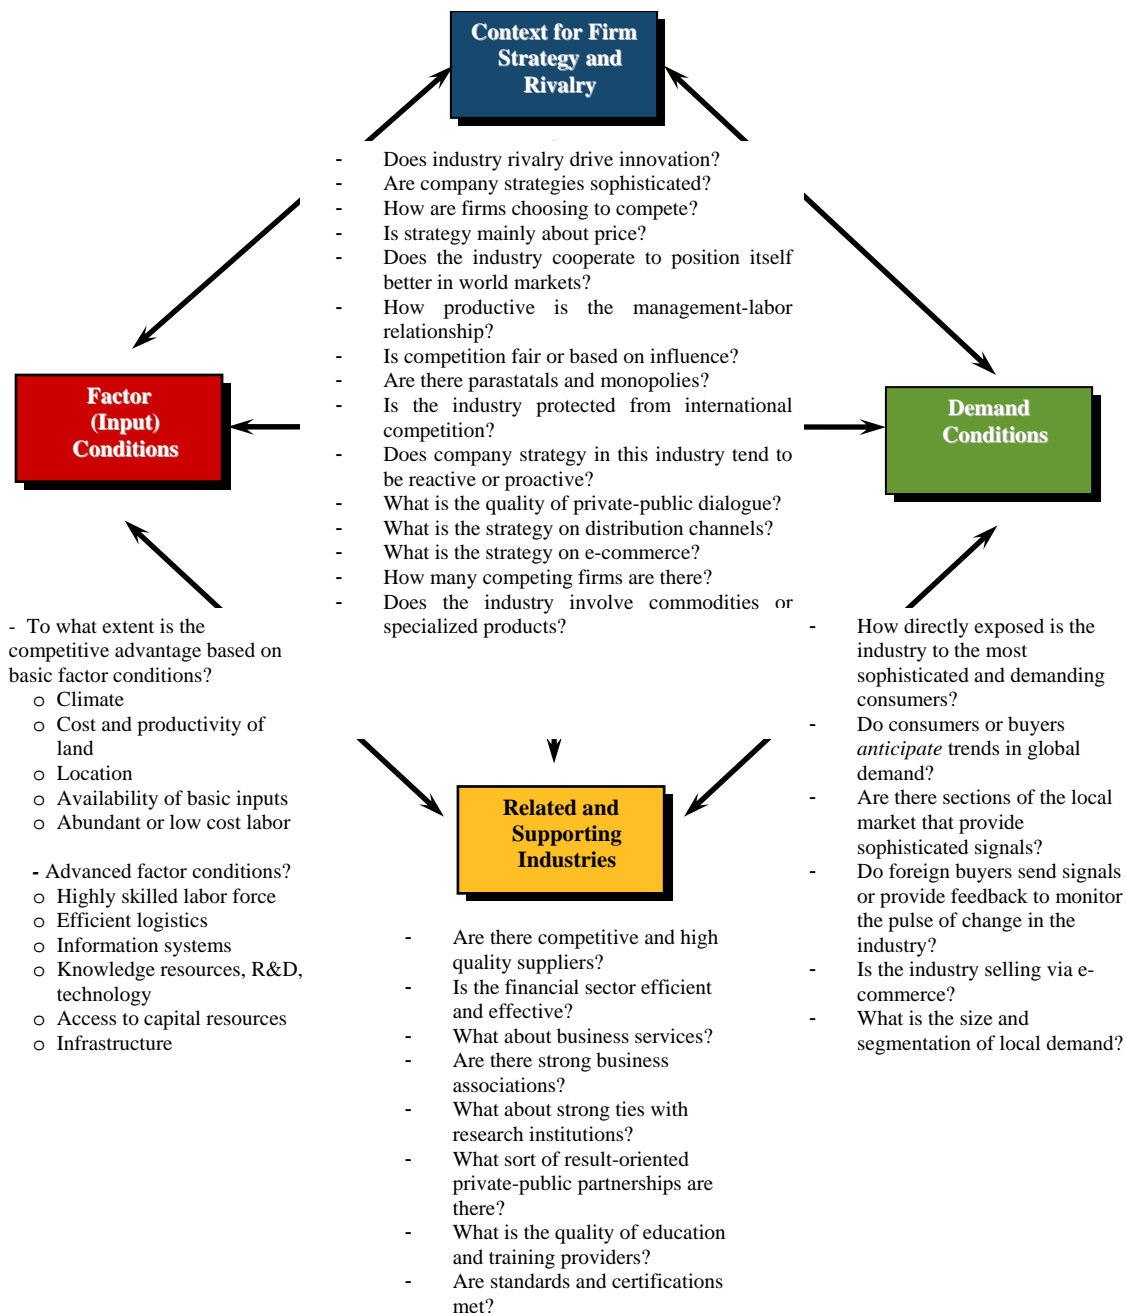 Context for Firm
Strategy and
Rivalry
- Does industry rivalry drive innovation?
- Are company strategies sophisticated?
- How are firms choosing to compete?
- Is strategy mainly about price?
- Does the industry cooperate to position itself
better in world markets?
- How productive is the management-labor
relationship?
- Is competition fair or based on influence?
- Are there parastatals and monopolies?
- Is the industry protected from international
competition?
- Does company strategy in this industry tend to
be reactive or proactive?
- What is the quality of private-public dialogue?
- What is the strategy on distribution channels?
- What is the strategy on e-commerce?
- How many competing firms are there?
- Does the industry involve commodities or
specialized products?
Factor
(Input)
Conditions
Demand
Conditions
- To what extent is the
competitive advantage based on
basic factor conditions?
o Climate
o Cost and productivity of
land
o Location
o Availability of basic inputs
o Abundant or low cost labor
- Advanced factor conditions?
o Highly skilled labor force
o Efficient logistics
o Information systems
o Knowledge resources, R&D,
technology
o Access to capital resources
o Infrastructure
Related and
Supporting
Industries
- Are there competitive and high
quality suppliers?
- Is the financial sector efficient
and effective?
- What about business services?
- Are there strong business
associations?
- What about strong ties with
research institutions?
- What sort of result-oriented
private-public partnerships are
there?
- What is the quality of education
and training providers?
- Are standards and certifications
met?
- How directly exposed is the
industry to the most
sophisticated and demanding
consumers?
- Do consumers or buyers
anticipate trends in global
demand?
- Are there sections of the local
market that provide
sophisticated signals?
- Do foreign buyers send signals
or provide feedback to monitor
the pulse of change in the
industry?
- Is the industry selling via e-
commerce?
- What is the size and
segmentation of local demand?